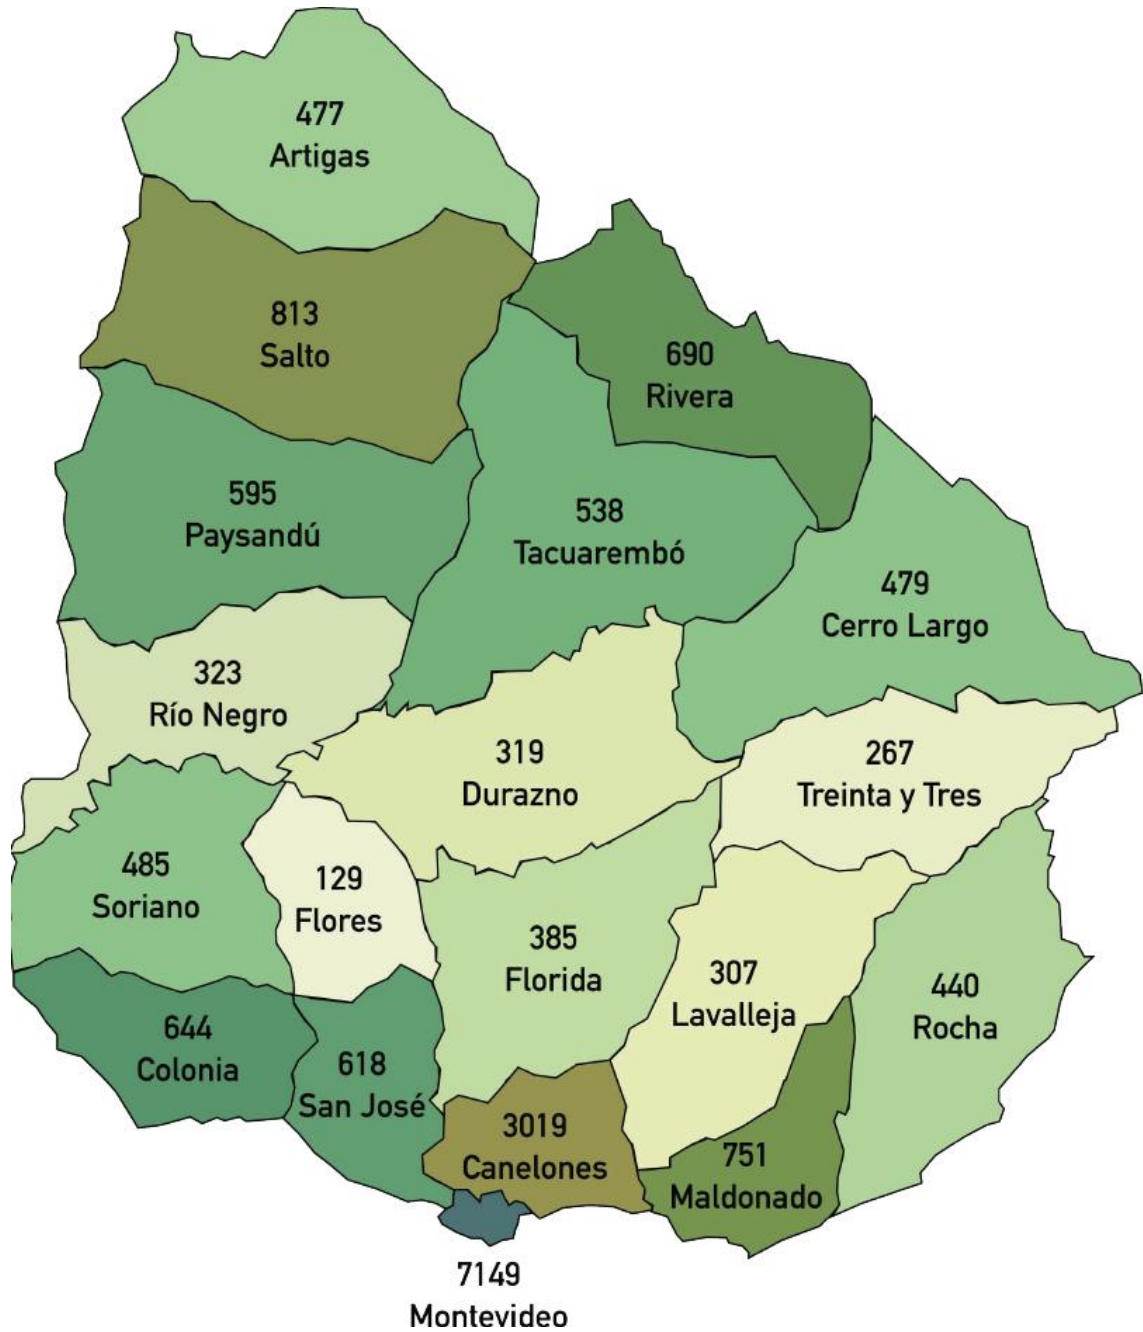 477
Artigas
813
Salto
690
Rivera
595
Paysandú
538
Tacuarembó
479
Cerro Largo
323
Río Negro
319
Durazno
267
Treinta y Tres
485
Soriano
129
Flores
385
Florida
307
Lavalleja
440
Rocha
644
Colonia
618
San José
3019
Canelones
751
Maldonado
7149
Montevideo